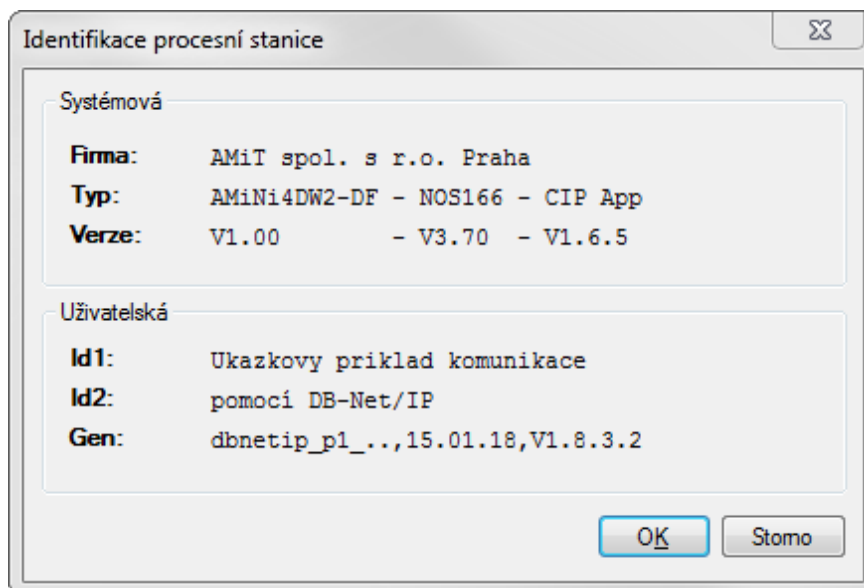 Identifikace procesní stanice
Systémová
Firma: AMiT spol. s r.o. Praha
Typ: AMiNi4DW2-DF - NOS166 - CIP App
Verze: V1.00 - V3.70 - V1.6.5
Uživatelská
Id1: Ukazkovy priklad komunikace
Id2: pomocí DB-Net/IP
Gen: dbnetip_p1_..,15.01.18,V1.8.3.2
OK Storno